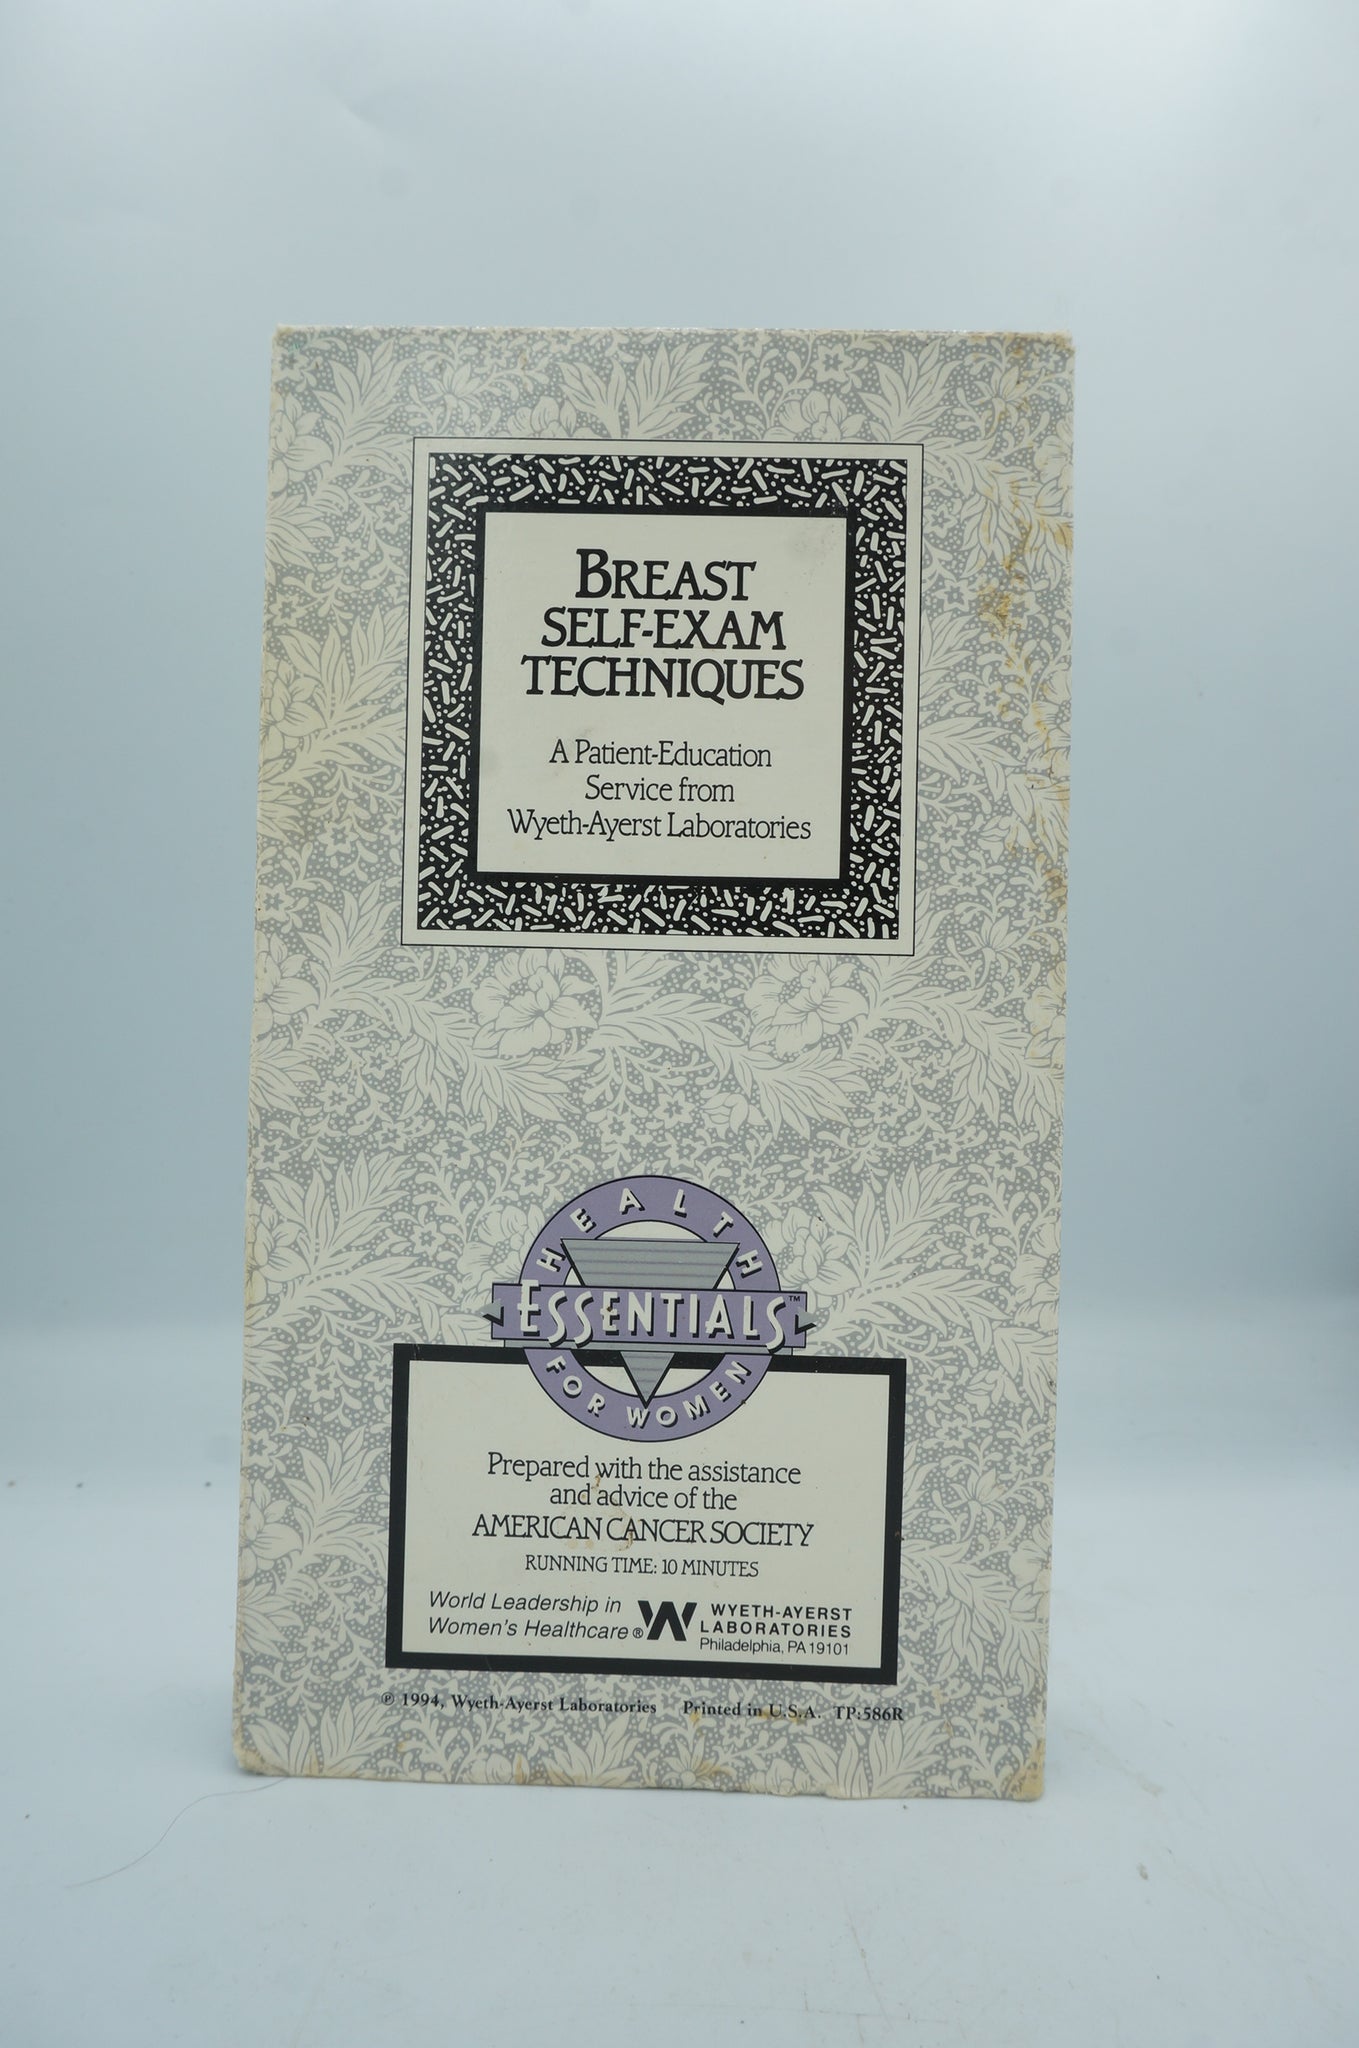 BREAST
SELF-EXAM
TECHNIQUES
A Patient-Education
Service from
Wyeth-Ayerst Laboratories
HEALTH
ESSENTIALS™
FOR WOMEN
Prepared with the assistance
and advice of the
AMERICAN CANCER SOCIETY
RUNNING TIME: 10 MINUTES
World Leadership in
Women's Healthcare®
WYETH-AYERST
LABORATORIES
Philadelphia, PA 19101
℗ 1994, Wyeth-Ayerst Laboratories Printed in U.S.A. TP:586R